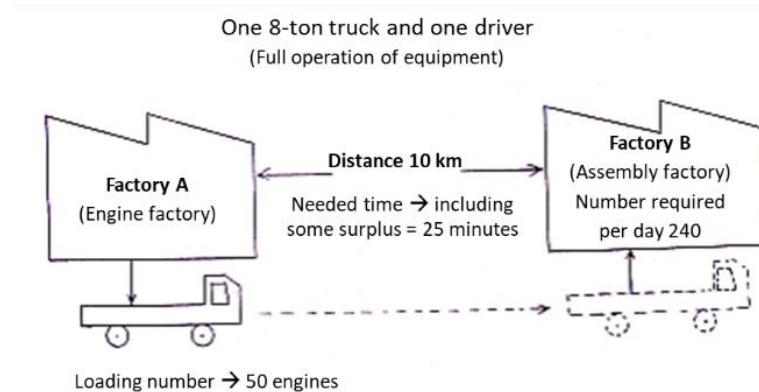 One 8-ton truck and one driver
(Full operation of equipment)
Factory A
(Engine factory)
Distance 10 km
Needed time → including
some surplus = 25 minutes
Factory B
(Assembly factory)
Number required
per day 240
Loading number → 50 engines